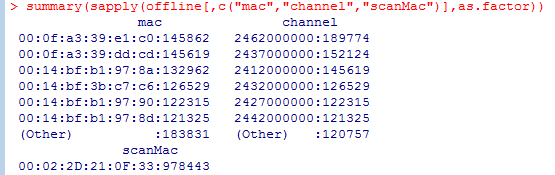 > summary(sapply(offline[,c("mac","channel","scanMac")],as.factor))
mac channel
00:0f:a3:39:e1:c0:145862 2462000000:189774
00:0f:a3:39:dd:cd:145619 2437000000:152124
00:14:bf:b1:97:8a:132962 2412000000:145619
00:14:bf:3b:c7:c6:126529 2432000000:126529
00:14:bf:b1:97:90:122315 2427000000:122315
00:14:bf:b1:97:8d:121325 2442000000:121325
(Other) :183831 (Other) :120757
scanMac
00:02:2D:21:0F:33:978443